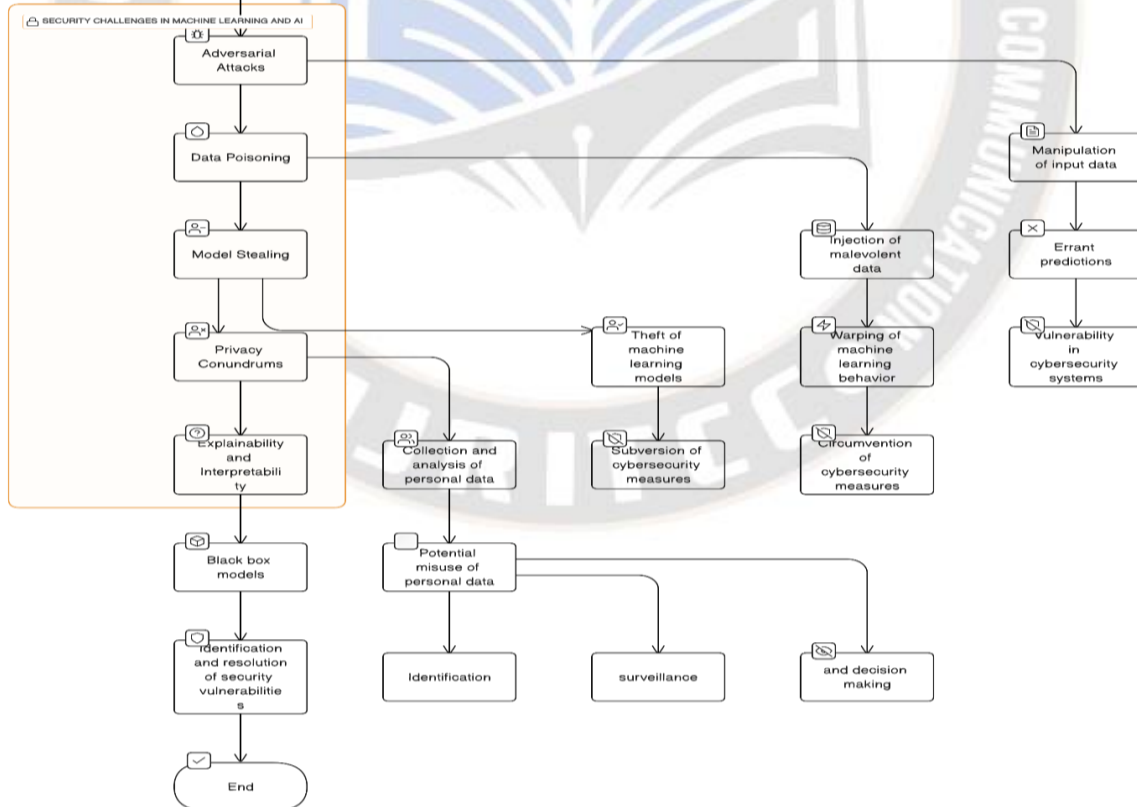 SECURITY CHALLENGES IN MACHINE LEARNING AND AI
Adversarial
Attacks
Data Poisoning
Manipulation
of input data
Model Stealing
Injection of
malevolent
data
Errant
predictions
Privacy
Conundrums
Theft of
machine
learning
models
Warping of
machine
learning
behavior
Vulnerability
in
cybersecurity
systems
Explainability
and
Interpretabili
ty
Collection and
analysis of
personal data
Subversion of
cybersecurity
measures
Circumvention
of
cybersecurity
measures
Black box
models
Potential
misuse of
personal data
Identification
and resolution
of security
vulnerabilitie
s
Identification
surveillance
and decision
making
End
COMMUNICATION
IJRITCC